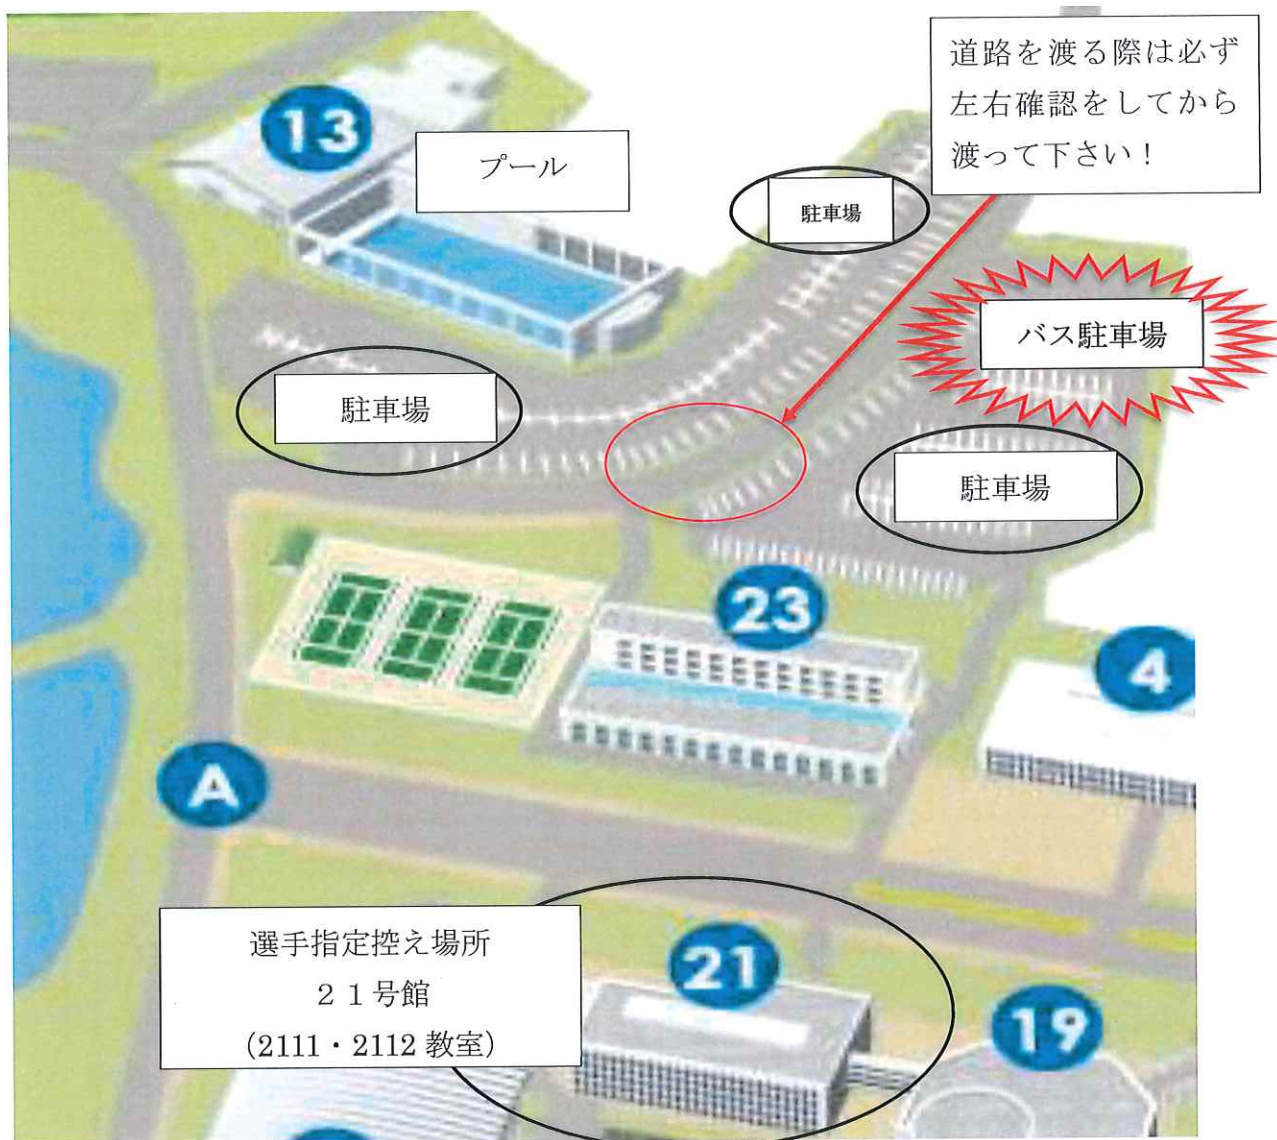 道路を渡る際は必ず
左右確認をしてから
渡って下さい！
13
プール
駐車場
バス駐車場
駐車場
駐車場
23
4
A
選手指定控え場所
２１号館
(2111・2112 教室)
21
19